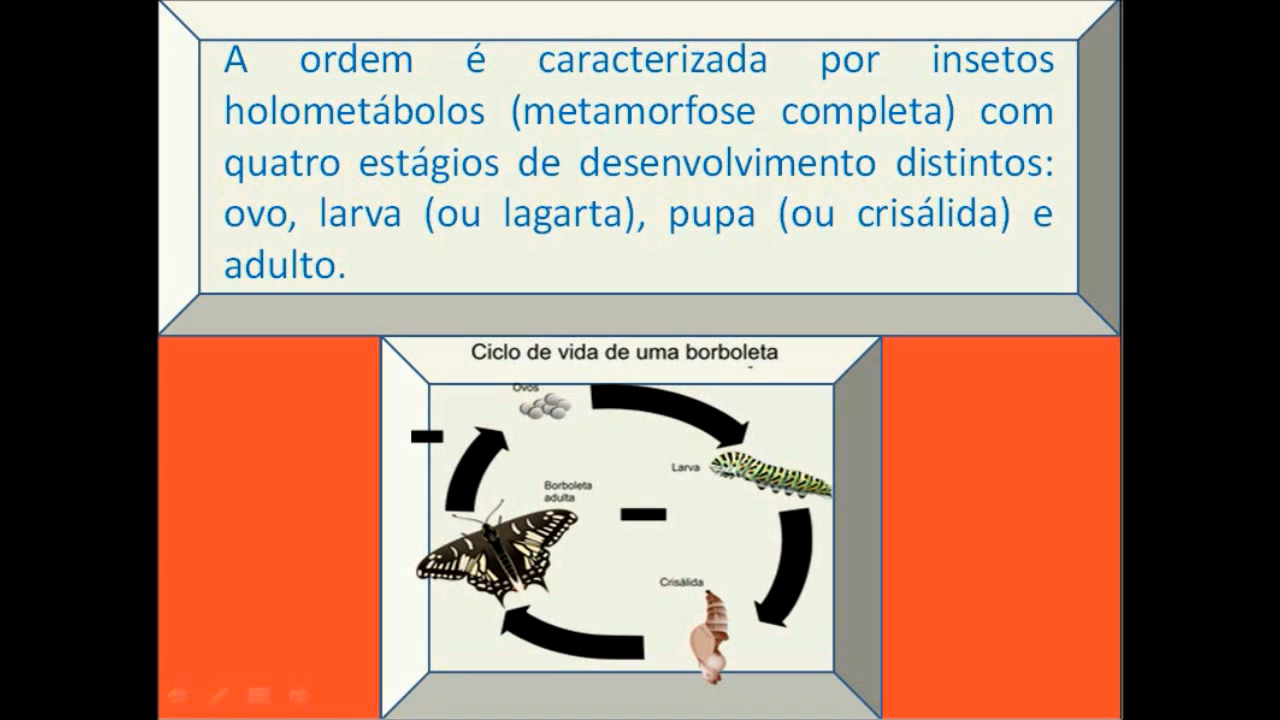 A ordem é caracterizada por insetos
holometábolos (metamorfose completa) com
quatro estágios de desenvolvimento distintos:
ovo, larva (ou lagarta), pupa (ou crisálida) e
adulto.
Ciclo de vida de uma borboleta
Ovos
Larva
Borboleta
adulta
Crisálida